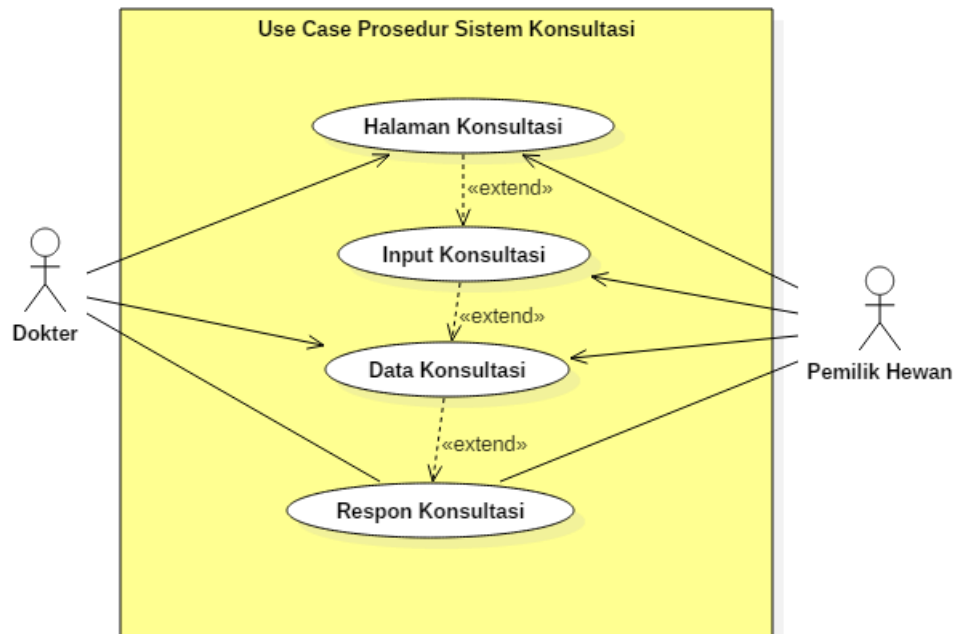 Use Case Prosedur Sistem Konsultasi
Halaman Konsultasi
«extend»
Input Konsultasi
«extend»
Dokter
Data Konsultasi
Pemilik Hewan
«extend»
Respon Konsultasi